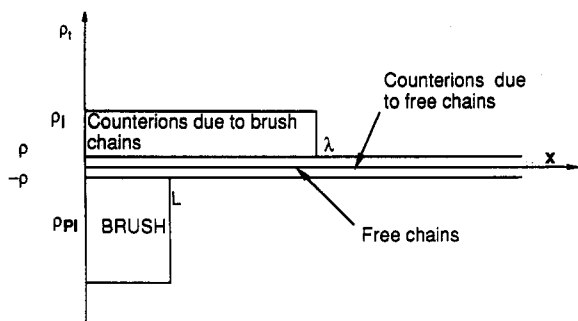 ρt
Counterions due
to free chains
ρI
Counterions due to brush
chains
λ
ρ
x
-ρ
L
ρPI
BRUSH
Free chains